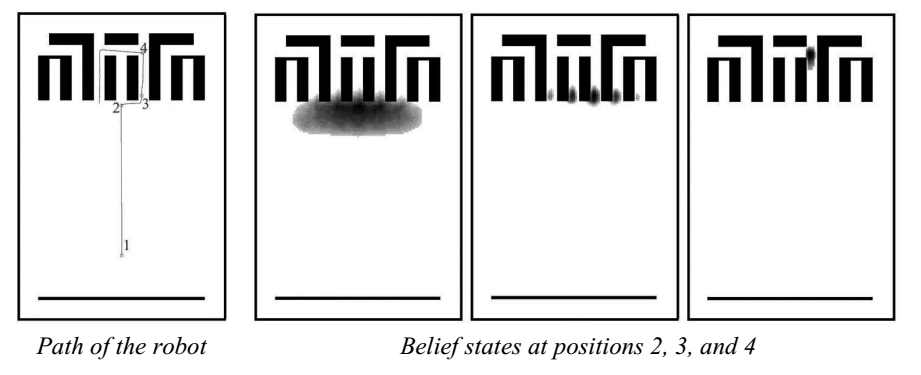 4
2
3
1
Path of the robot
Belief states at positions 2, 3, and 4